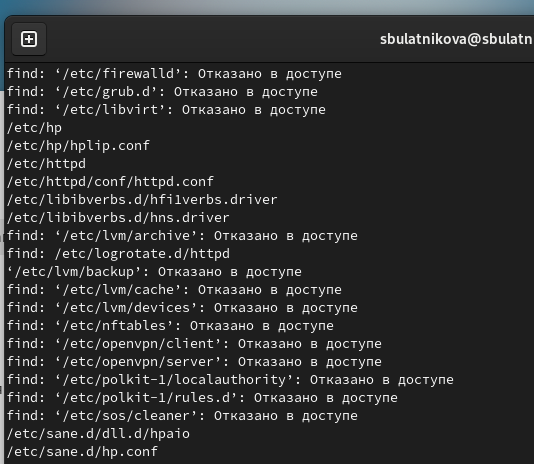 sbulatnikova@sbulatn
find: ‘/etc/firewalld’: Отказано в доступе
find: ‘/etc/grub.d’: Отказано в доступе
find: ‘/etc/libvirt’: Отказано в доступе
/etc/hp
/etc/hp/hplip.conf
/etc/httpd
/etc/httpd/conf/httpd.conf
/etc/libibverbs.d/hfi1verbs.driver
/etc/libibverbs.d/hns.driver
find: ‘/etc/lvm/archive’: Отказано в доступе
find: /etc/logrotate.d/httpd
‘/etc/lvm/backup’: Отказано в доступе
find: ‘/etc/lvm/cache’: Отказано в доступе
find: ‘/etc/lvm/devices’: Отказано в доступе
find: ‘/etc/nftables’: Отказано в доступе
find: ‘/etc/openvpn/client’: Отказано в доступе
find: ‘/etc/openvpn/server’: Отказано в доступе
find: ‘/etc/polkit-1/localauthority’: Отказано в доступе
find: ‘/etc/polkit-1/rules.d’: Отказано в доступе
find: ‘/etc/sos/cleaner’: Отказано в доступе
/etc/sane.d/dll.d/hpaio
/etc/sane.d/hp.conf